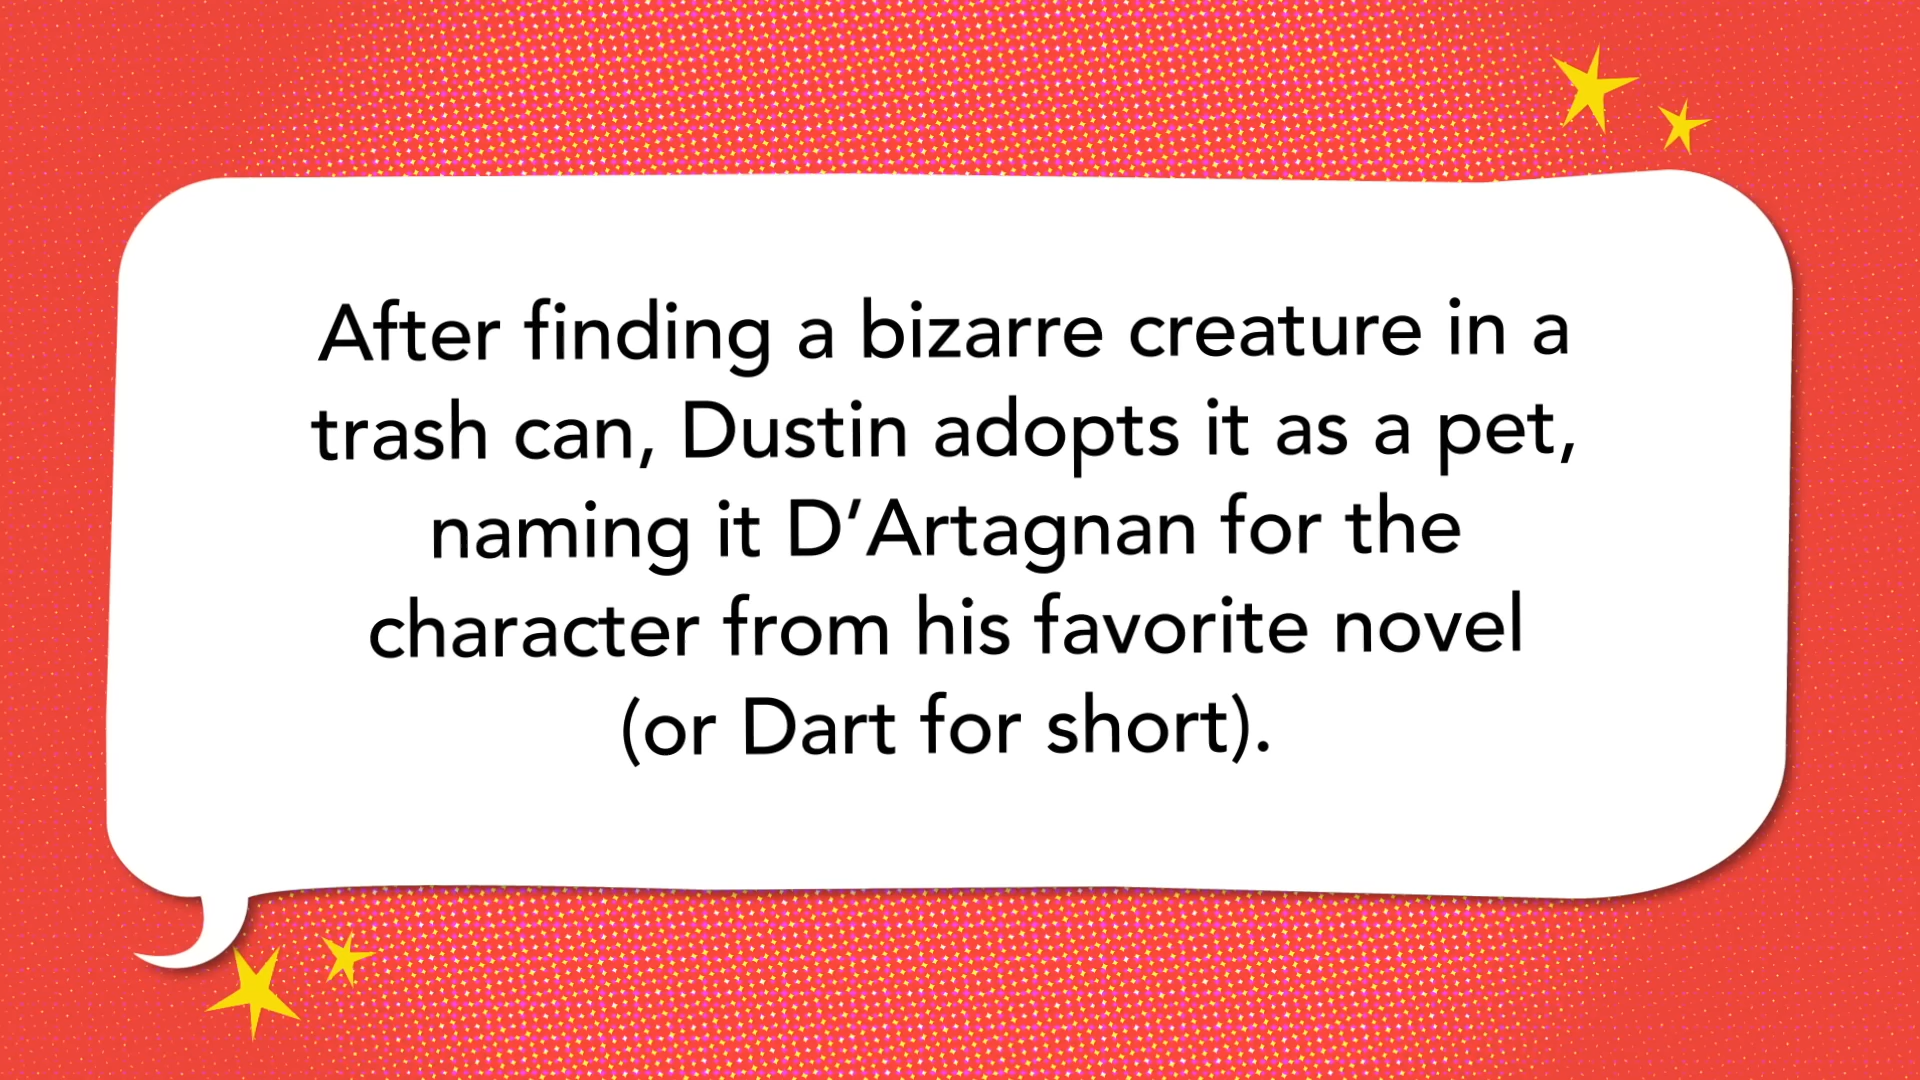 After finding a bizarre creature in a
trash can, Dustin adopts it as a pet,
naming it D’Artagnan for the
character from his favorite novel
(or Dart for short).